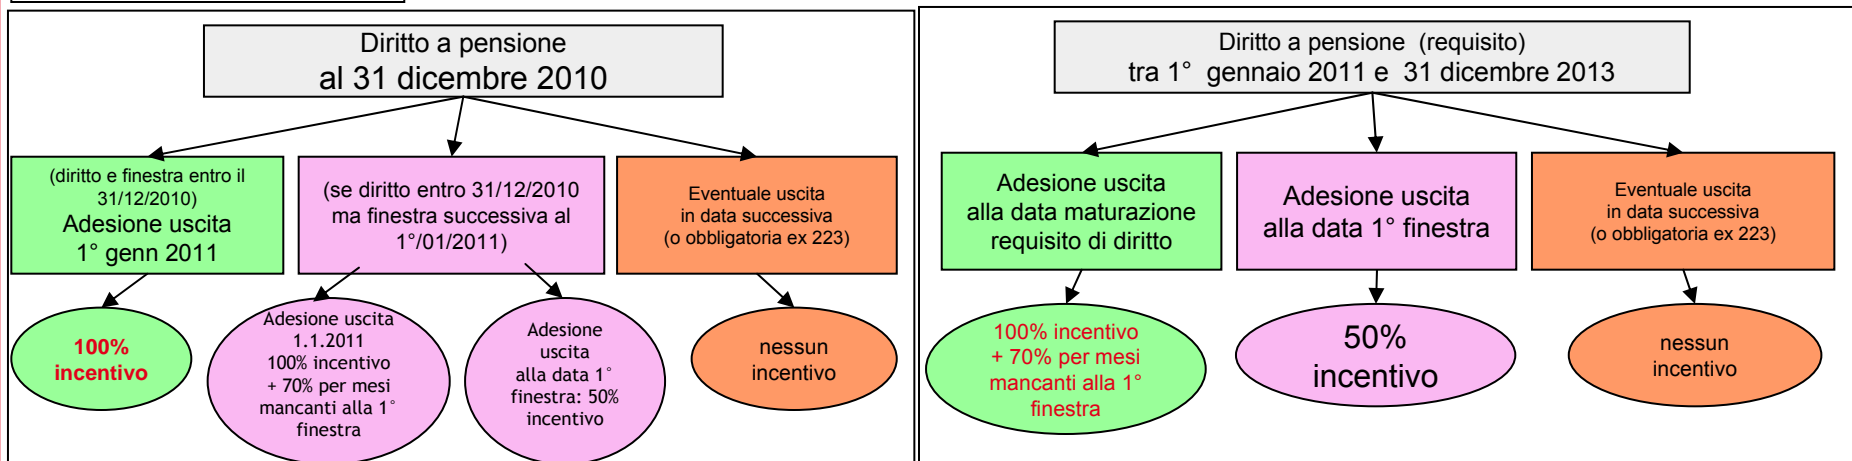 Diritto a pensione
al 31 dicembre 2010
(diritto e finestra entro il
31/12/2010)
Adesione uscita
1° genn 2011
(se diritto entro 31/12/2010
ma finestra successiva al
1°/01/2011)
Eventuale uscita
in data successiva
(o obbligatoria ex 223)
100%
incentivo
Adesione uscita
1.1.2011
100% incentivo
+ 70% per mesi
mancanti alla 1°
finestra
Adesione
uscita
alla data 1°
finestra: 50%
incentivo
nessun
incentivo
Diritto a pensione (requisito)
tra 1° gennaio 2011 e 31 dicembre 2013
Adesione uscita
alla data maturazione
requisito di diritto
Adesione uscita
alla data 1° finestra
Eventuale uscita
in data successiva
(o obbligatoria ex 223)
100% incentivo
+ 70% per mesi
mancanti alla 1°
finestra
50%
incentivo
nessun
incentivo